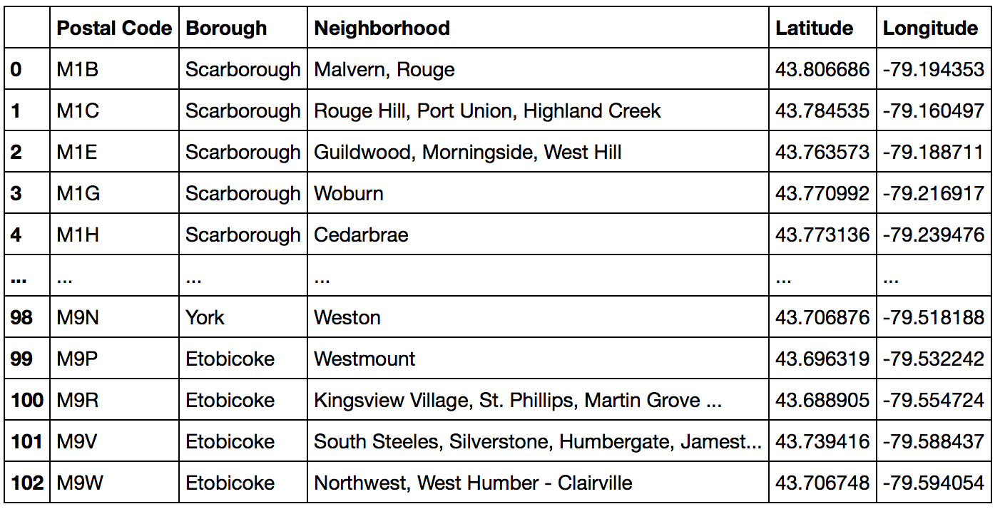 Postal Code Borough Neighborhood Latitude Longitude
0 M1B Scarborough Malvern, Rouge 43.806686 -79.194353
1 M1C Scarborough Rouge Hill, Port Union, Highland Creek 43.784535 -79.160497
2 M1E Scarborough Guildwood, Morningside, West Hill 43.763573 -79.188711
3 M1G Scarborough Woburn 43.770992 -79.216917
4 M1H Scarborough Cedarbrae 43.773136 -79.239476
... ... ... ... ... ...
98 M9N York Weston 43.706876 -79.518188
99 M9P Etobicoke Westmount 43.696319 -79.532242
100 M9R Etobicoke Kingsview Village, St. Phillips, Martin Grove ... 43.688905 -79.554724
101 M9V Etobicoke South Steeles, Silverstone, Humbergate, Jamest... 43.739416 -79.588437
102 M9W Etobicoke Northwest, West Humber - Clairville 43.706748 -79.594054